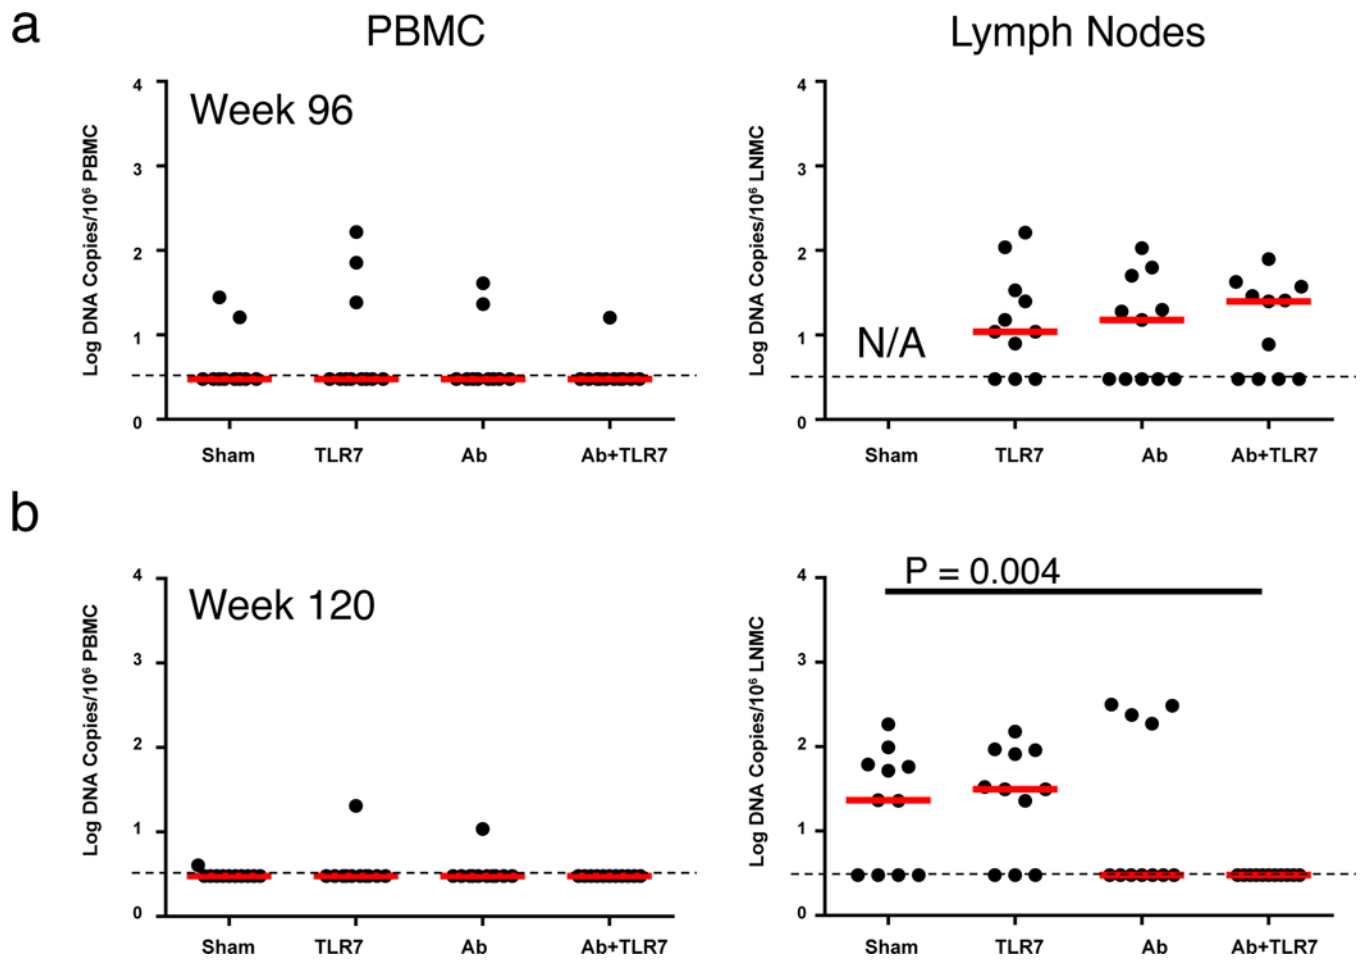 a
PBMC
Lymph Nodes
Week 96
Log DNA Copies/10⁶ PBMC
4
3
2
1
0
Sham TLR7 Ab Ab+TLR7
Log DNA Copies/10⁶ LNMC
4
3
2
1
0
N/A
Sham TLR7 Ab Ab+TLR7
b
Week 120
Log DNA Copies/10⁶ PBMC
4
3
2
1
0
Sham TLR7 Ab Ab+TLR7
P = 0.004
Log DNA Copies/10⁶ LNMC
4
3
2
1
0
Sham TLR7 Ab Ab+TLR7